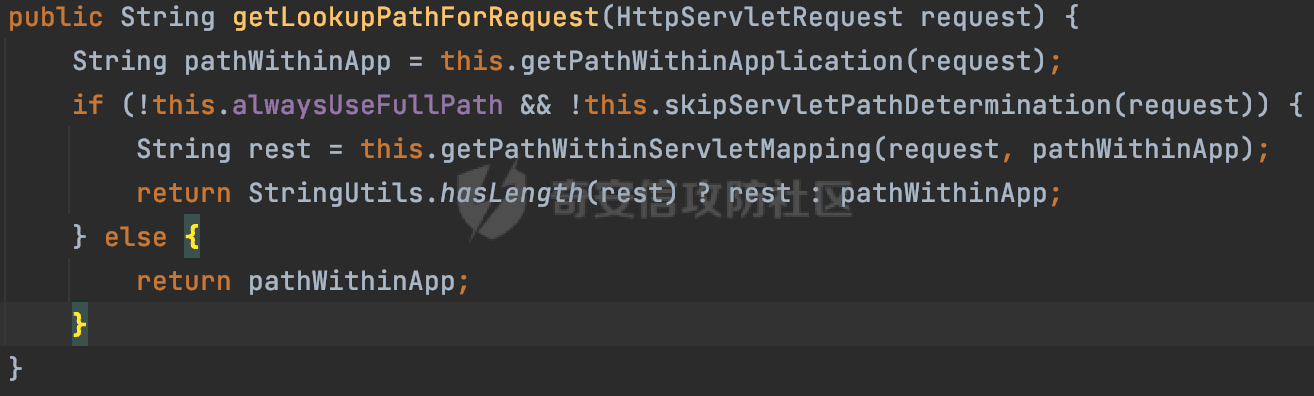 public String getLookupPathForRequest(HttpServletRequest request) {
    String pathWithinApp = this.getPathWithinApplication(request);
    if (!this.alwaysUseFullPath && !this.skipServletPathDetermination(request)) {
        String rest = this.getPathWithinServletMapping(request, pathWithinApp);
        return StringUtils.hasLength(rest) ? rest : pathWithinApp;
奇安信攻防社区
    } else {
        return pathWithinApp;
    }
}